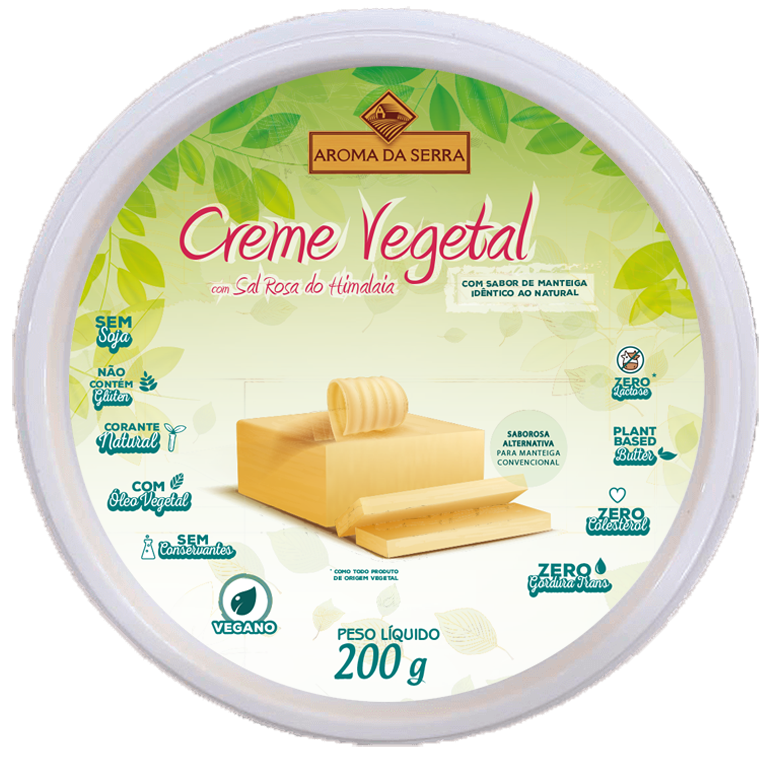 AROMA DA SERRA
Creme Vegetal
com Sal Rosa do Himalaia
COM SABOR DE MANTEIGA
IDÊNTICO AO NATURAL
SEM
Soja
NÃO
CONTÉM
Glúten
CORANTE
Natural
COM
Óleo Vegetal
SEM
Conservantes
VEGANO
ZERO*
Lactose
PLANT
BASED
Butter
ZERO
Colesterol
ZERO
Gordura Trans
SABOROSA
ALTERNATIVA
PARA MANTEIGA
CONVENCIONAL
* COMO TODO PRODUTO
DE ORIGEM VEGETAL
PESO LÍQUIDO
200 g